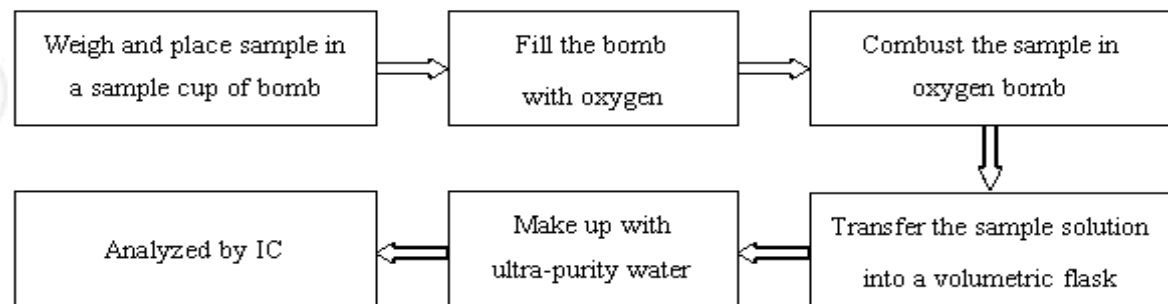 Weigh and place sample in
a sample cup of bomb
Fill the bomb
with oxygen
Combust the sample in
oxygen bomb
Transfer the sample solution
into a volumetric flask
Make up with
ultra-purity water
Analyzed by IC